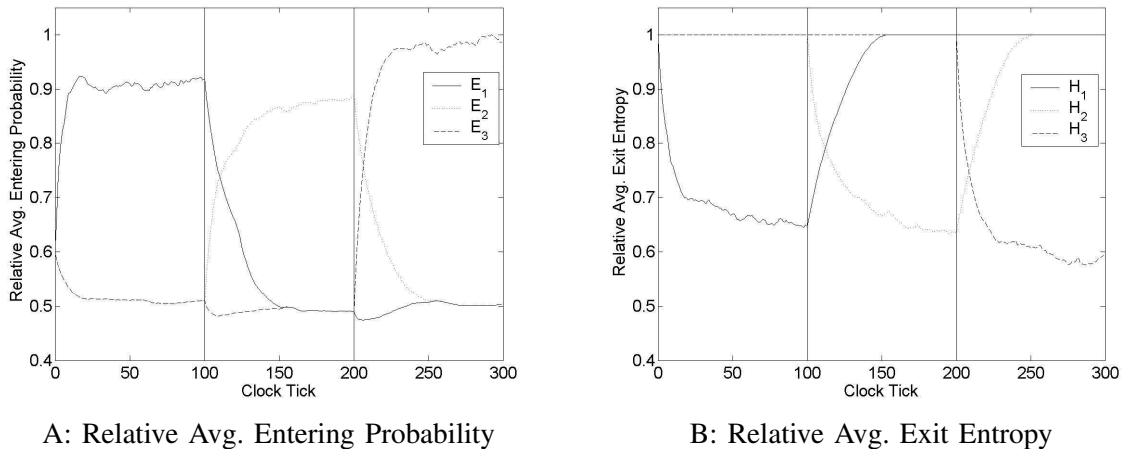 Relative Avg. Entering Probability
1
0.9
0.8
0.7
0.6
0.5
0.4
0 50 100 150 200 250 300
Clock Tick
E1
E2
E3
A: Relative Avg. Entering Probability
Relative Avg. Exit Entropy
1
0.9
0.8
0.7
0.6
0.5
0.4
0 50 100 150 200 250 300
Clock Tick
H1
H2
H3
B: Relative Avg. Exit Entropy